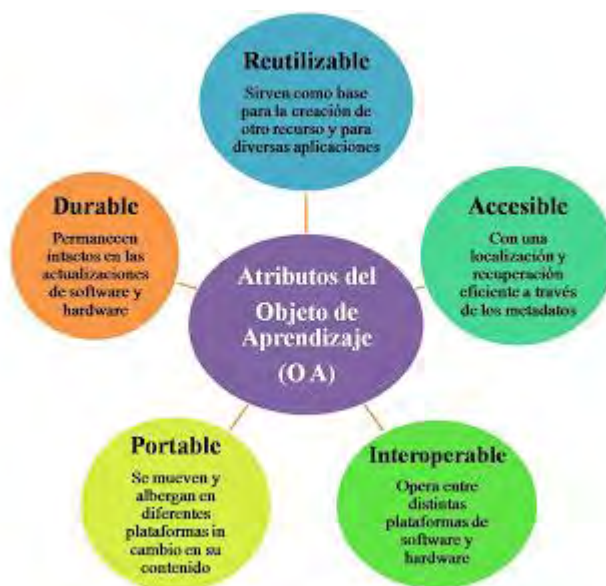 Reutilizable
Sirven como base
para la creación de
otro recurso y para
diversas aplicaciones
Durable
Permanecen
intactos en las
actualizaciones
de software y
hardware
Accesible
Con una
localización y
recuperación
eficiente a través
de los metadatos
Atributos del
Objeto de
Aprendizaje
(O A)
Portable
Se mueven y
albergan en
diferentes
plataformas in
cambio en su
contenido
Interoperable
Opera entre
distintas
plataformas de
software y
hardware